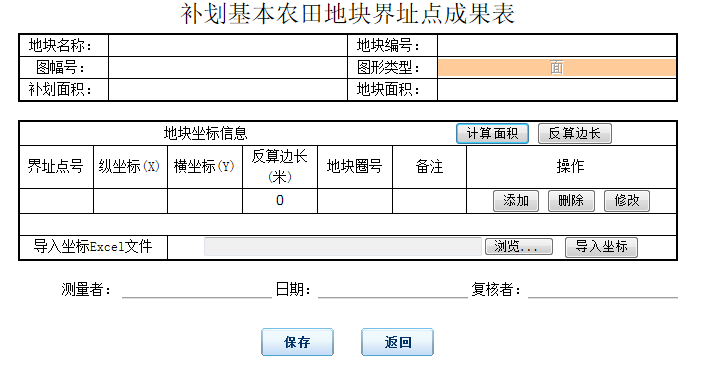 补划基本农田地块界址点成果表
地块名称： 地块编号：
图幅号： 图形类型： 面
补划面积： 地块面积：
地块坐标信息 计算面积 反算边长
界址点号 纵坐标(X) 横坐标(Y) 反算边长(米) 地块圈号 备注 操作
0 添加 删除 修改
导入坐标Excel文件 浏览... 导入坐标
测量者： 日期： 复核者：
保存 返回